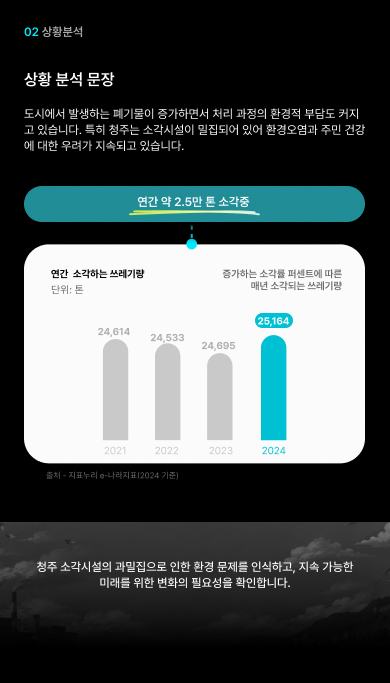 02 상황분석
상황 분석 문장
도시에서 발생하는 폐기물이 증가하면서 처리 과정의 환경적 부담도 커지
고 있습니다. 특히 청주는 소각시설이 밀집되어 있어 환경오염과 주민 건강
에 대한 우려가 지속되고 있습니다.
연간 약 2.5만 톤 소각중
연간 소각하는 쓰레기량
단위: 톤
증가하는 소각률 퍼센트에 따른
매년 소각되는 쓰레기량
24,614
24,533
24,695
25,164
2021
2022
2023
2024
출처 - 지표누리 e-나라지표(2024 기준)
청주 소각시설의 과밀집으로 인한 환경 문제를 인식하고, 지속 가능한
미래를 위한 변화의 필요성을 확인합니다.